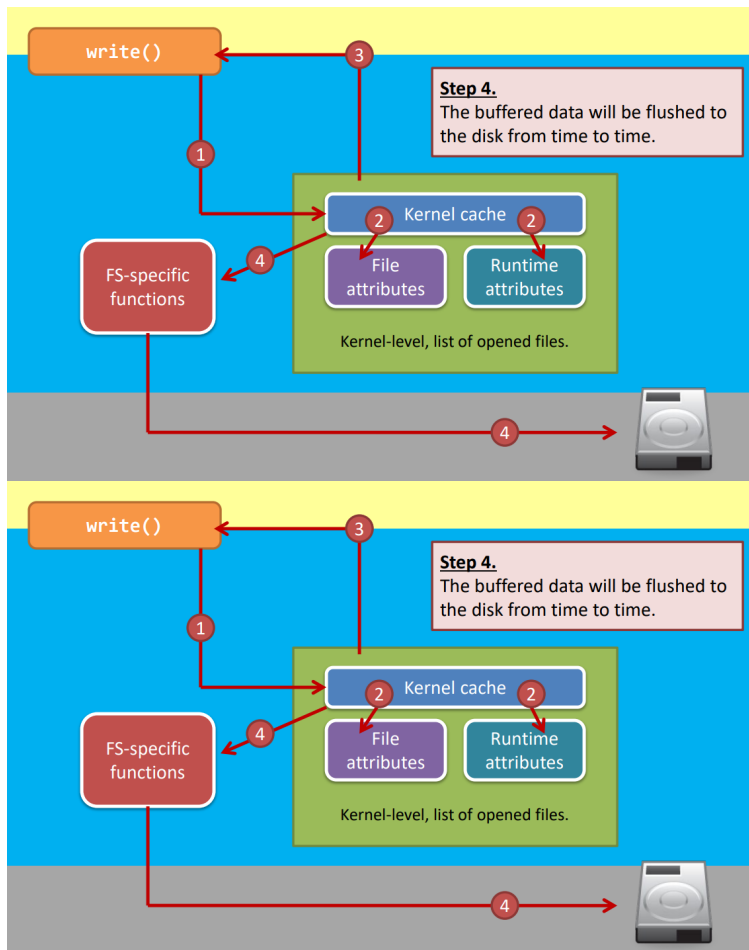 write()
3
Step 4.
The buffered data will be flushed to
the disk from time to time.
1
Kernel cache
2
2
4
FS-specific
functions
File
attributes
Runtime
attributes
Kernel-level, list of opened files.
4
write()
3
Step 4.
The buffered data will be flushed to
the disk from time to time.
1
Kernel cache
2
2
4
FS-specific
functions
File
attributes
Runtime
attributes
Kernel-level, list of opened files.
4